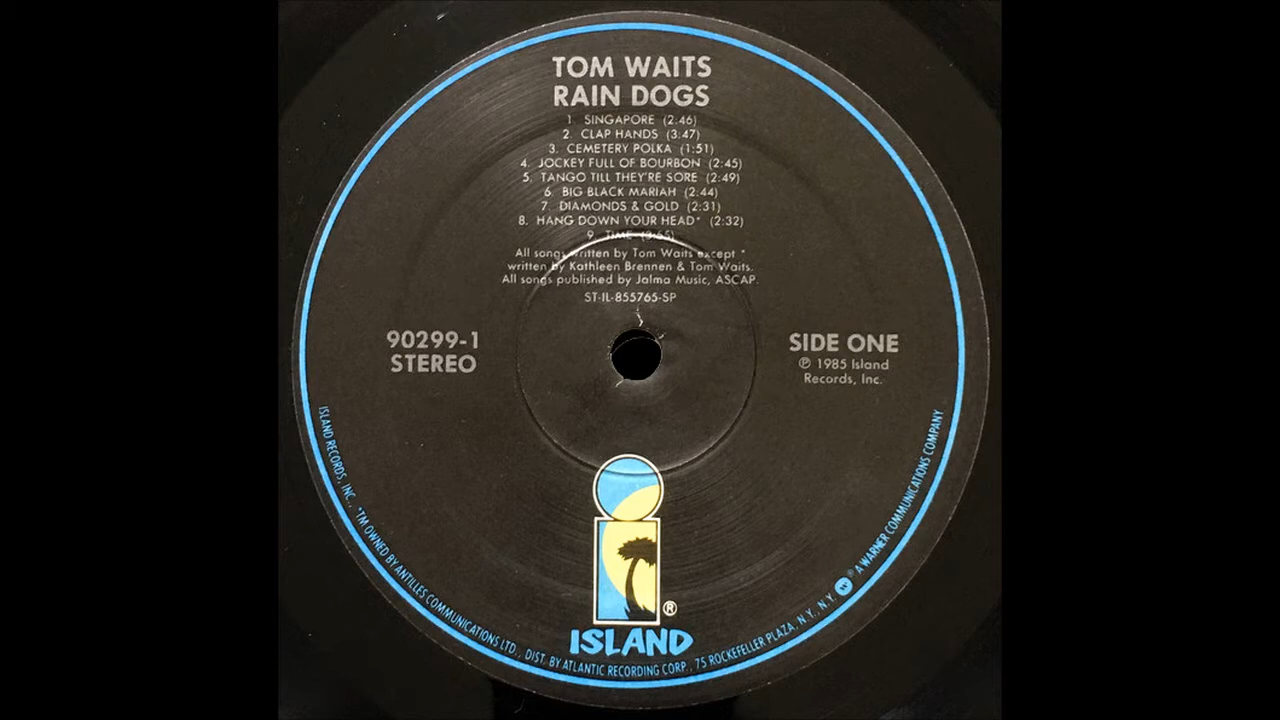 TOM WAITS
RAIN DOGS
1. SINGAPORE (2:46)
2. CLAP HANDS (3:47)
3. CEMETERY POLKA (1:51)
4. JOCKEY FULL OF BOURBON (2:45)
5. TANGO TILL THEY'RE SORE (2:49)
6. BIG BLACK MARIAH (2:44)
7. DIAMONDS & GOLD (2:31)
8. HANG DOWN YOUR HEAD* (2:32)
9. TIME (3:55)
All songs written by Tom Waits except *
written by Kathleen Brennen & Tom Waits.
All songs published by Jalma Music, ASCAP.
ST-IL-855765-SP
90299-1
STEREO
SIDE ONE
℗ 1985 Island
Records, Inc.
®
ISLAND
ISLAND RECORDS, INC., *TM OWNED BY ANTILLES COMMUNICATIONS LTD., DIST. BY ATLANTIC RECORDING CORP., 75 ROCKEFELLER PLAZA, N.Y., N.Y. ® A WARNER COMMUNICATIONS COMPANY